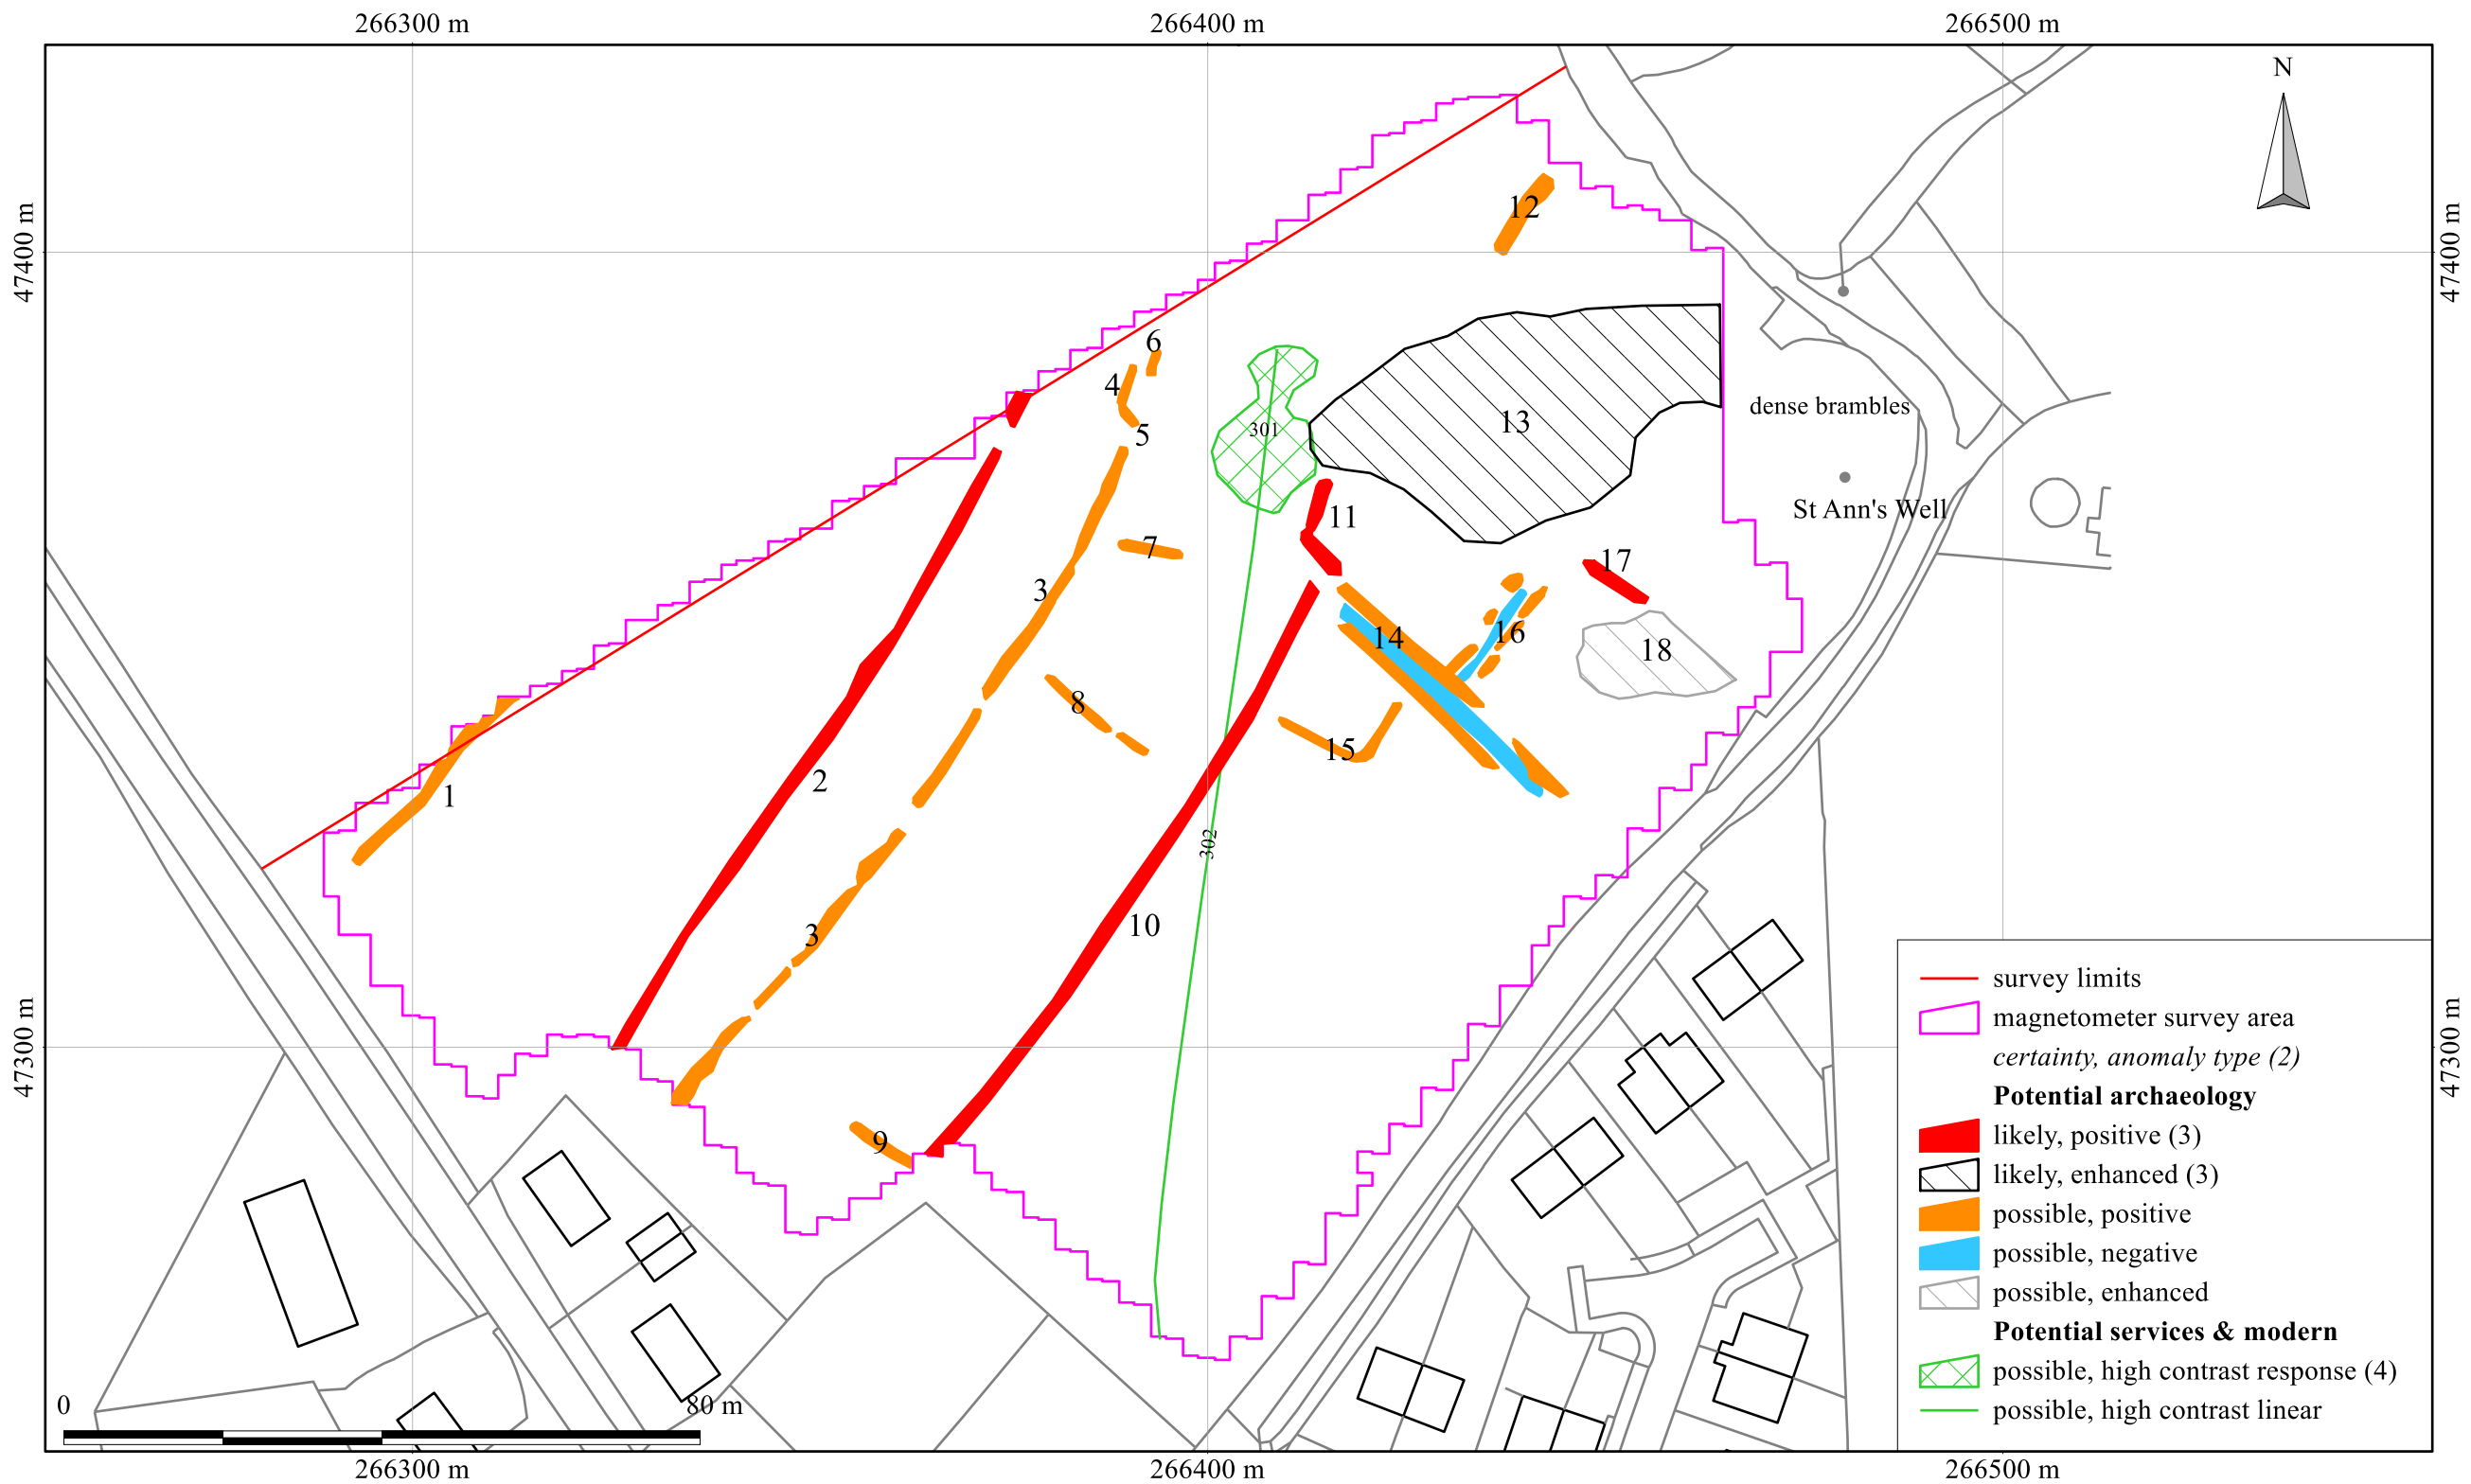 266300 m
266400 m
266500 m
N
47400 m
47400 m
12
6
4
dense brambles
13
301
5
St Ann's Well
11
7
17
3
14
16
18
8
15
2
1
302
10
3
47300 m
47300 m
9
survey limits
magnetometer survey area
certainty, anomaly type (2)
Potential archaeology
likely, positive (3)
likely, enhanced (3)
possible, positive
possible, negative
possible, enhanced
Potential services & modern
possible, high contrast response (4)
possible, high contrast linear
0
80 m
266300 m
266400 m
266500 m